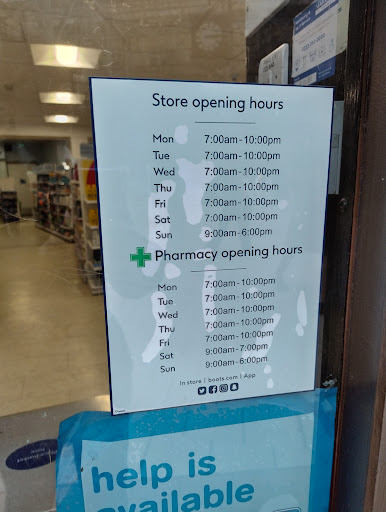 Store opening hours
Mon 7:00am - 10:00pm
Tue 7:00am - 10:00pm
Wed 7:00am - 10:00pm
Thu 7:00am - 10:00pm
Fri 7:00am - 10:00pm
Sat 7:00am - 10:00pm
Sun 9:00am - 6:00pm
Pharmacy opening hours
Mon 7:00am - 10:00pm
Tue 7:00am - 10:00pm
Wed 7:00am - 10:00pm
Thu 7:00am - 10:00pm
Fri 7:00am - 10:00pm
Sat 9:00am - 7:00pm
Sun 9:00am - 6:00pm
In store | boots.com | App
help is
available